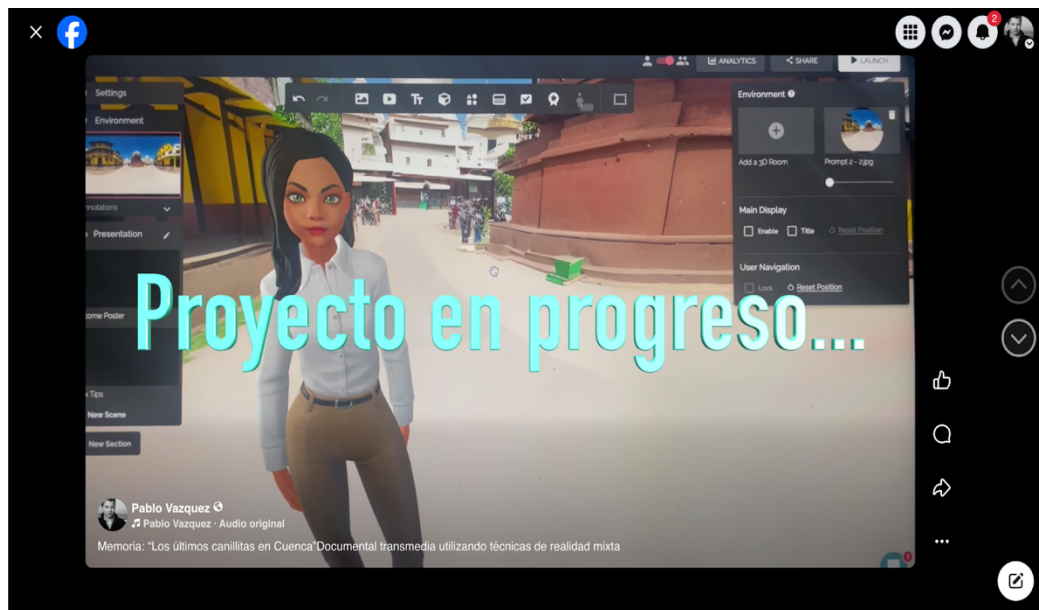 2
ANALYTICS
SHARE
LAUNCH
Settings
Environment
Environment
Add a 3D Room
Prompt 2 - 2.jpg
Main Display
Enable
Title
Reset Position
User Navigation
Lock
Reset Position
Presentation
Proyecto en progreso...
Tips
New Scene
New Section
Pablo Vazquez
Pablo Vazquez · Audio original
Memoria: “Los últimos canillitas en Cuenca”Documental transmedia utilizando técnicas de realidad mixta